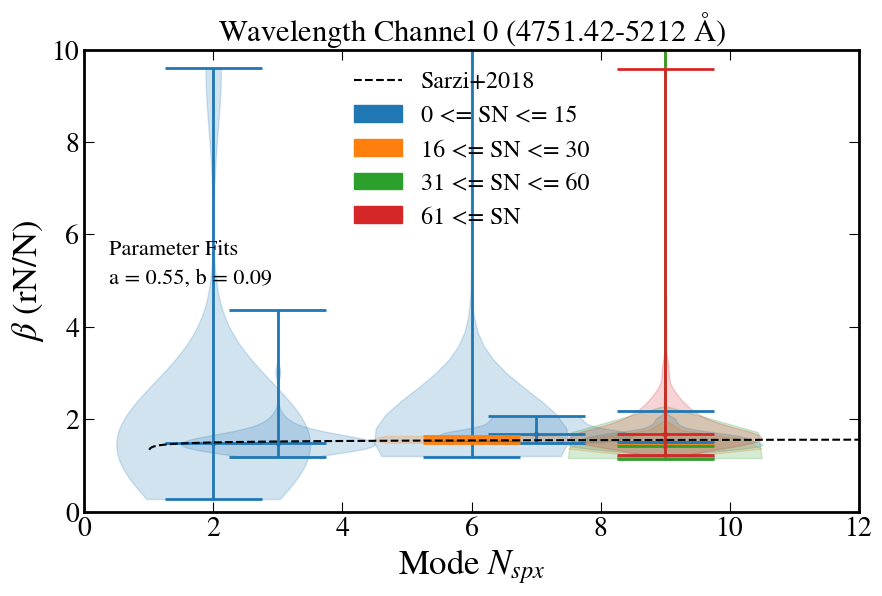 Wavelength Channel 0 (4751.42-5212 Å)
10
8
6
4
2
0
β (rN/N)
Sarzi+2018
0 <= SN <= 15
16 <= SN <= 30
31 <= SN <= 60
61 <= SN
Parameter Fits
a = 0.55, b = 0.09
0 2 4 6 8 10 12
Mode N_{spx}